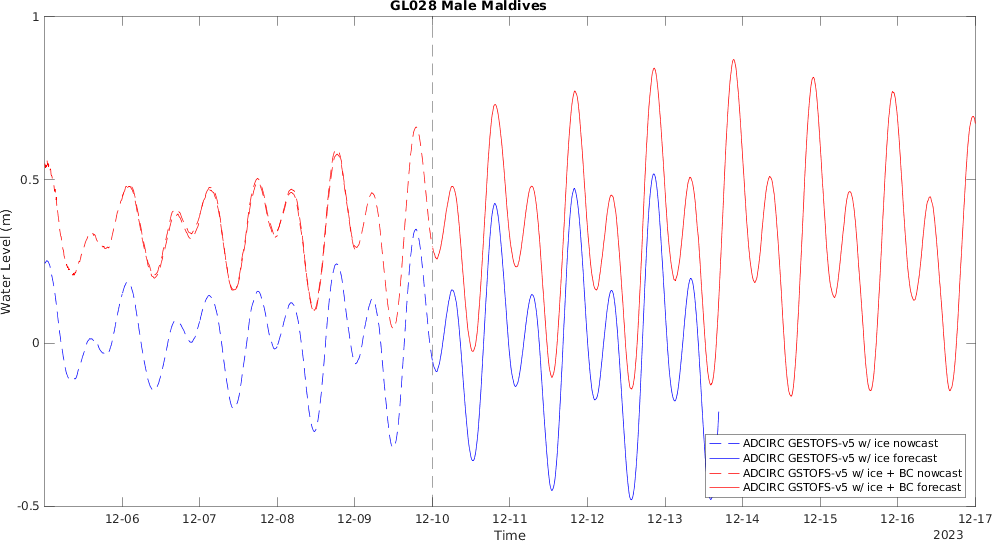 GL028 Male Maldives
1
0.5
0
-0.5
Water Level (m)
ADCIRC GESTOFS-v5 w/ ice nowcast
ADCIRC GESTOFS-v5 w/ ice forecast
ADCIRC GSTOFS-v5 w/ ice + BC nowcast
ADCIRC GSTOFS-v5 w/ ice + BC forecast
12-06 12-07 12-08 12-09 12-10 12-11 12-12 12-13 12-14 12-15 12-16 12-17
Time
2023